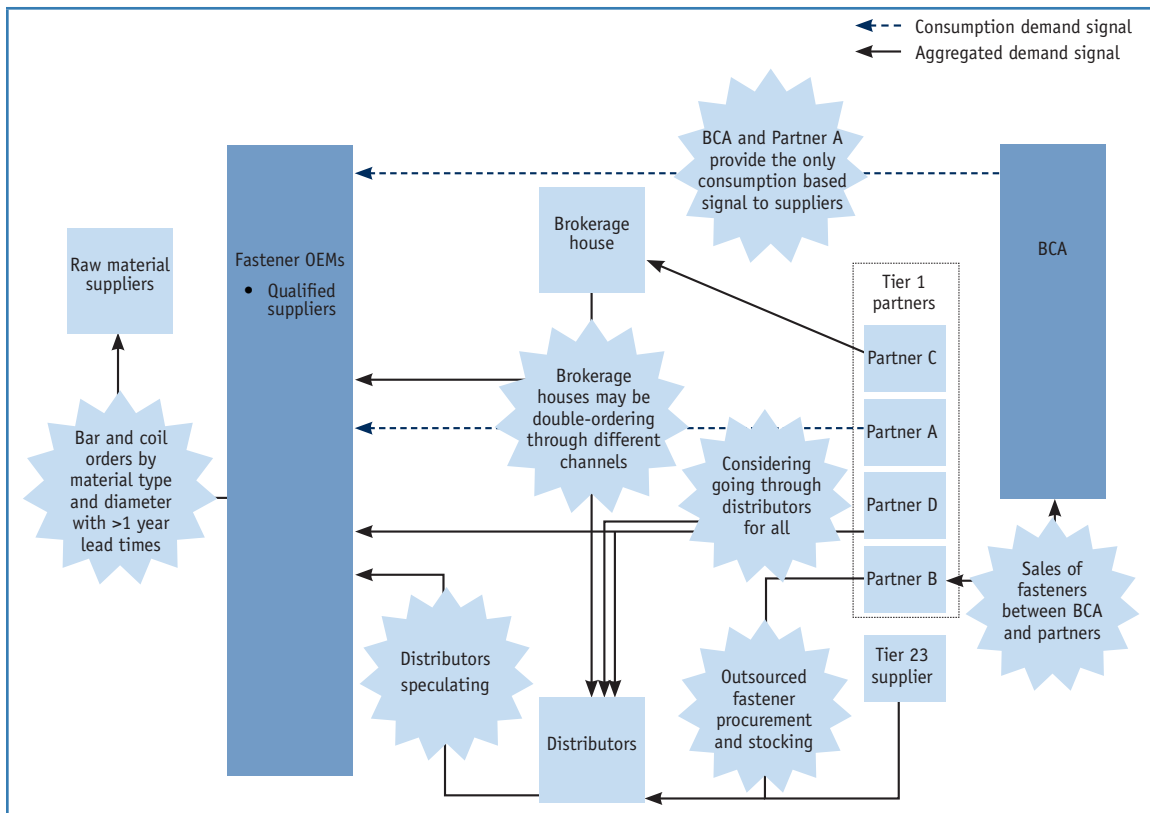 Consumption demand signal
Aggregated demand signal
BCA and Partner A
provide the only
consumption based
signal to suppliers
Brokerage
house
BCA
Raw material
suppliers
Fastener OEMs
• Qualified
suppliers
Tier 1
partners
Partner C
Brokerage
houses may be
double-ordering
through different
channels
Partner A
Bar and coil
orders by
material type
and diameter
with >1 year
lead times
Considering
going through
distributors
for all
Partner D
Partner B
Sales of
fasteners
between BCA
and partners
Distributors
speculating
Tier 23
supplier
Outsourced
fastener
procurement
and stocking
Distributors